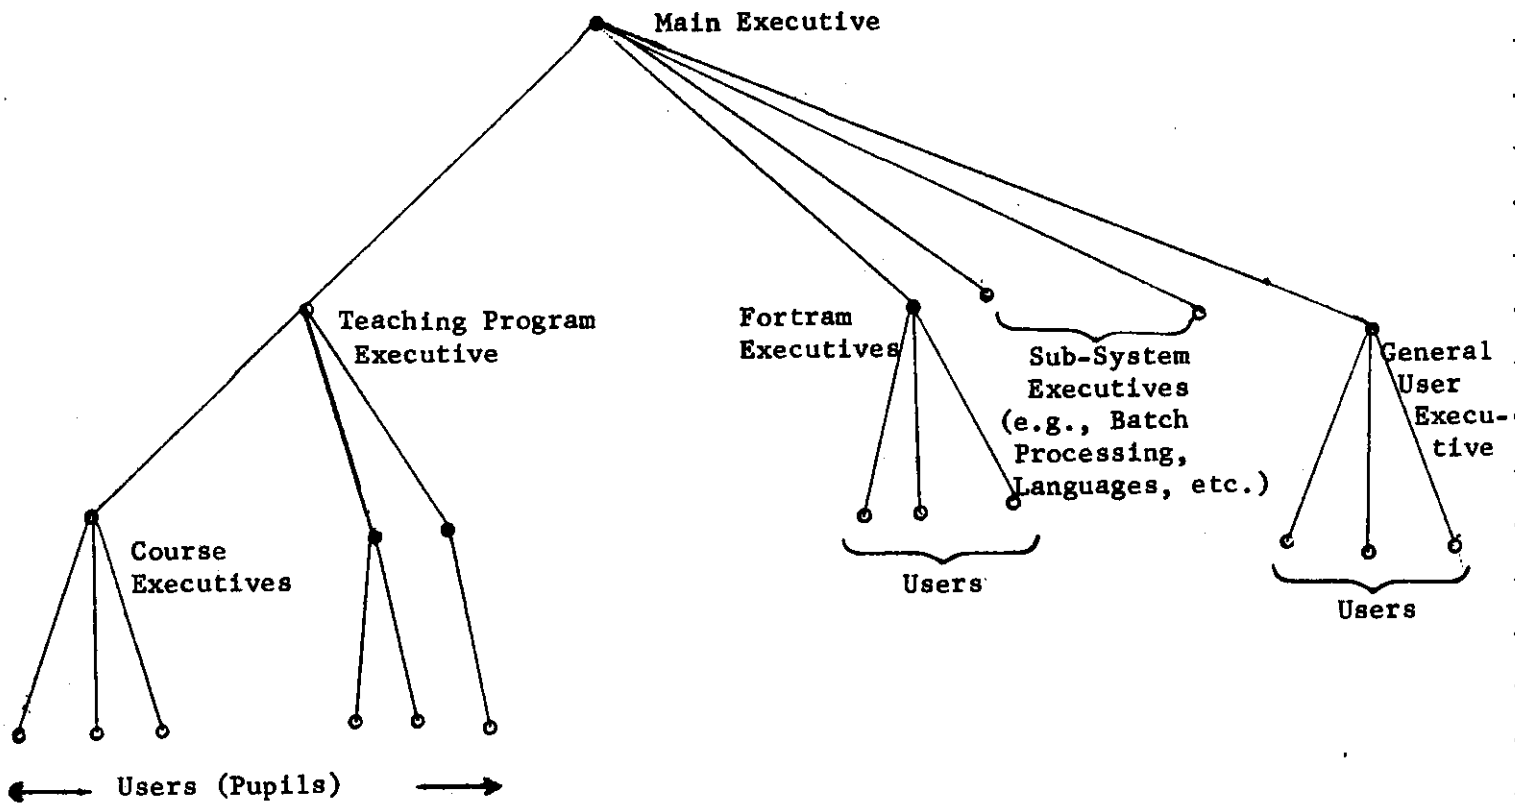 Main Executive
Teaching Program
Executive
Fortram
Executives
Sub-System
Executives
(e.g., Batch
Processing,
Languages, etc.)
General
User
Execu-
tive
Course
Executives
Users
Users
Users (Pupils)